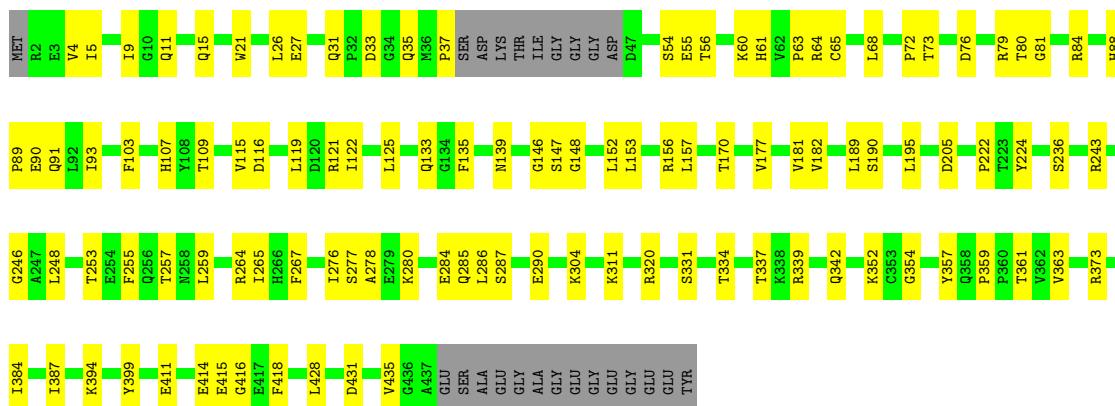 MET R2 E3 V4 I5 I9 G10 Q11 Q15 W21 L26 E27 Q31 P32 D33 G34 Q35 M36 P37 SER ASP LYS THR ILE GLY GLY GLY ASP D47 S54 E55 T56 K60 H61 V62 P63 R64 C65 L68 P72 T73 D76 R79 T80 G81 R84 H88
P89 E90 Q91 L92 I93 F103 H107 Y108 T109 V115 D116 L119 D120 R121 I122 L125 Q133 G134 F135 N139 G146 S147 G148 L152 L153 R156 L157 T170 V177 V181 V182 L189 S190 L195 D205 P222 T223 Y224 S236 R243
G246 A247 L248 T253 E254 F255 Q256 T257 N258 L259 R264 I265 H266 F267 I276 S277 A278 E279 K280 E284 Q285 L286 S287 E290 K304 K311 R320 S331 T334 T337 K338 R339 Q342 K352 C353 G354 Y357 Q358 P359 P360 T361 V362 V363 R373
I384 I387 K394 Y399 E411 E414 E415 G416 E417 F418 L428 D431 V435 G436 A437 GLU SER ALA GLU GLY ALA GLY GLU GLY GLU GLY GLU GLU TYR